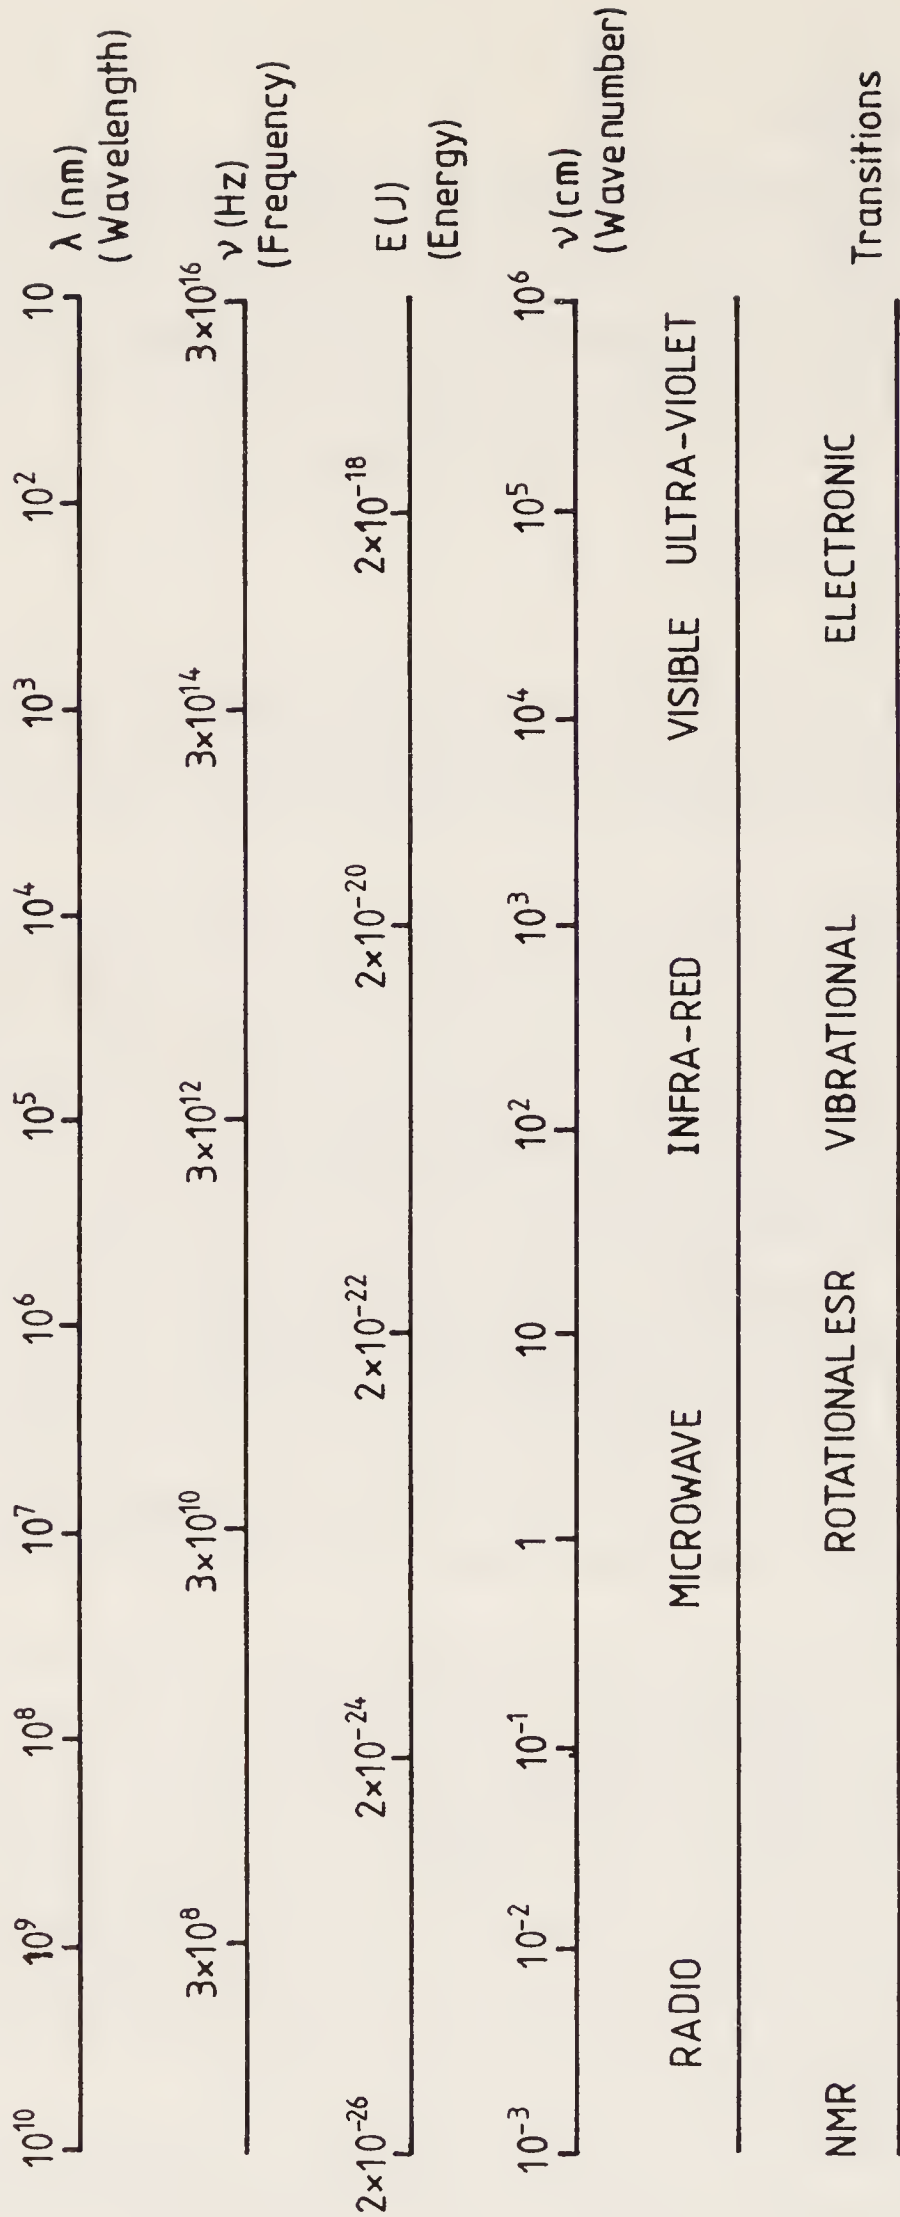 10¹⁰ 10⁹ 10⁸ 10⁷ 10⁶ 10⁵ 10⁴ 10³ 10² 10 λ (nm)
(Wavelength)
3×10⁸ 3×10¹⁰ 3×10¹² 3×10¹⁴ 3×10¹⁶ ν (Hz)
(Frequency)
2×10⁻²⁶ 2×10⁻²⁴ 2×10⁻²² 2×10⁻²⁰ 2×10⁻¹⁸ E (J)
(Energy)
10⁻³ 10⁻² 10⁻¹ 1 10 10² 10³ 10⁴ 10⁵ 10⁶ ν (cm)
(Wavenumber)
RADIO MICROWAVE INFRA-RED VISIBLE ULTRA-VIOLET
NMR ROTATIONAL ESR VIBRATIONAL ELECTRONIC Transitions